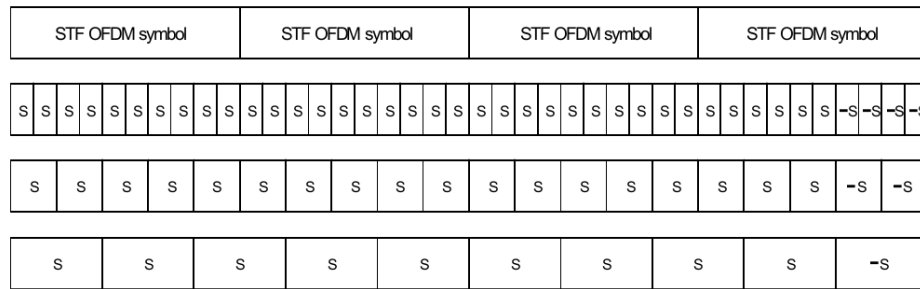 STF OFDM symbol STF OFDM symbol STF OFDM symbol STF OFDM symbol
S S S S S S S S S S S S S S S S S S S S S S S S S S S S S S S S S S S S -S -S -S -S
S S S S S S S S S S S S S S S S S S -S -S
S S S S S S S S S -S